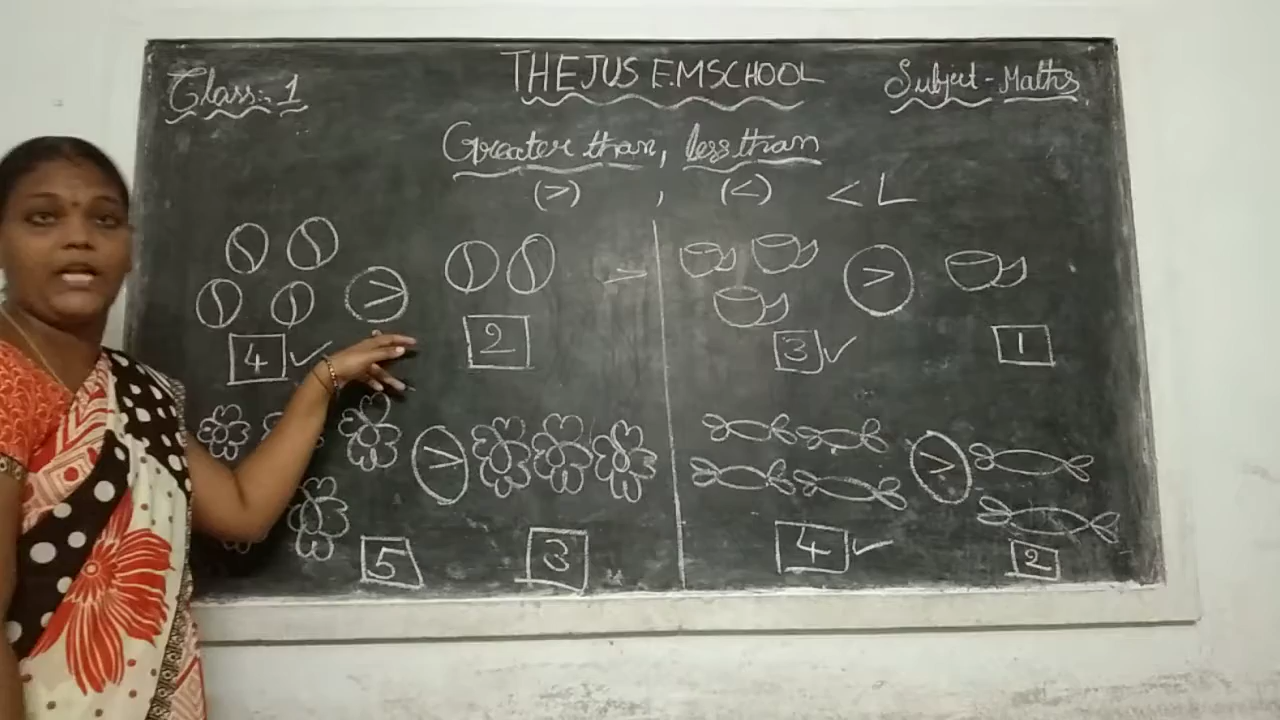 THEJUS E.M SCHOOL
Class:- 1
Subject - Maths
Greater than, less than
(>) , (<) < L
> >
4 ✓ 2 3 ✓ 1
> >
5 3 4 ✓ 2